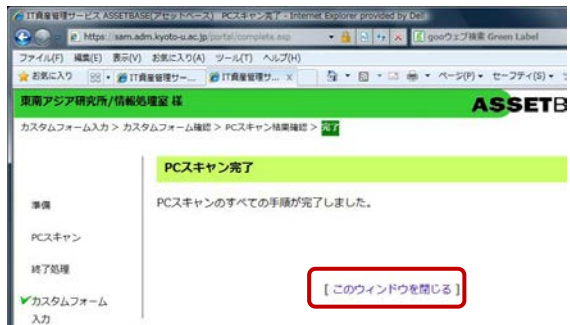 IT資産管理サービス ASSETBASE(アセットベース) PCスキャン完了 - Internet Explorer provided by Dell
https://sam.adm.kyoto-u.ac.jp/portal/complete.asp
gooウェブ検索 Green Label
ファイル(F) 編集(E) 表示(V) お気に入り(A) ツール(T) ヘルプ(H)
お気に入り IT資産管理サー... IT資産管理サ... x ページ(P) セーフティ(S)
東南アジア研究所/情報処理室 様
ASSETB
カスタムフォーム入力 > カスタムフォーム確認 > PCスキャン結果確認 > 完了
PCスキャン完了
準備
PCスキャンのすべての手順が完了しました。
PCスキャン
終了処理
[ このウィンドウを閉じる ]
カスタムフォーム
入力